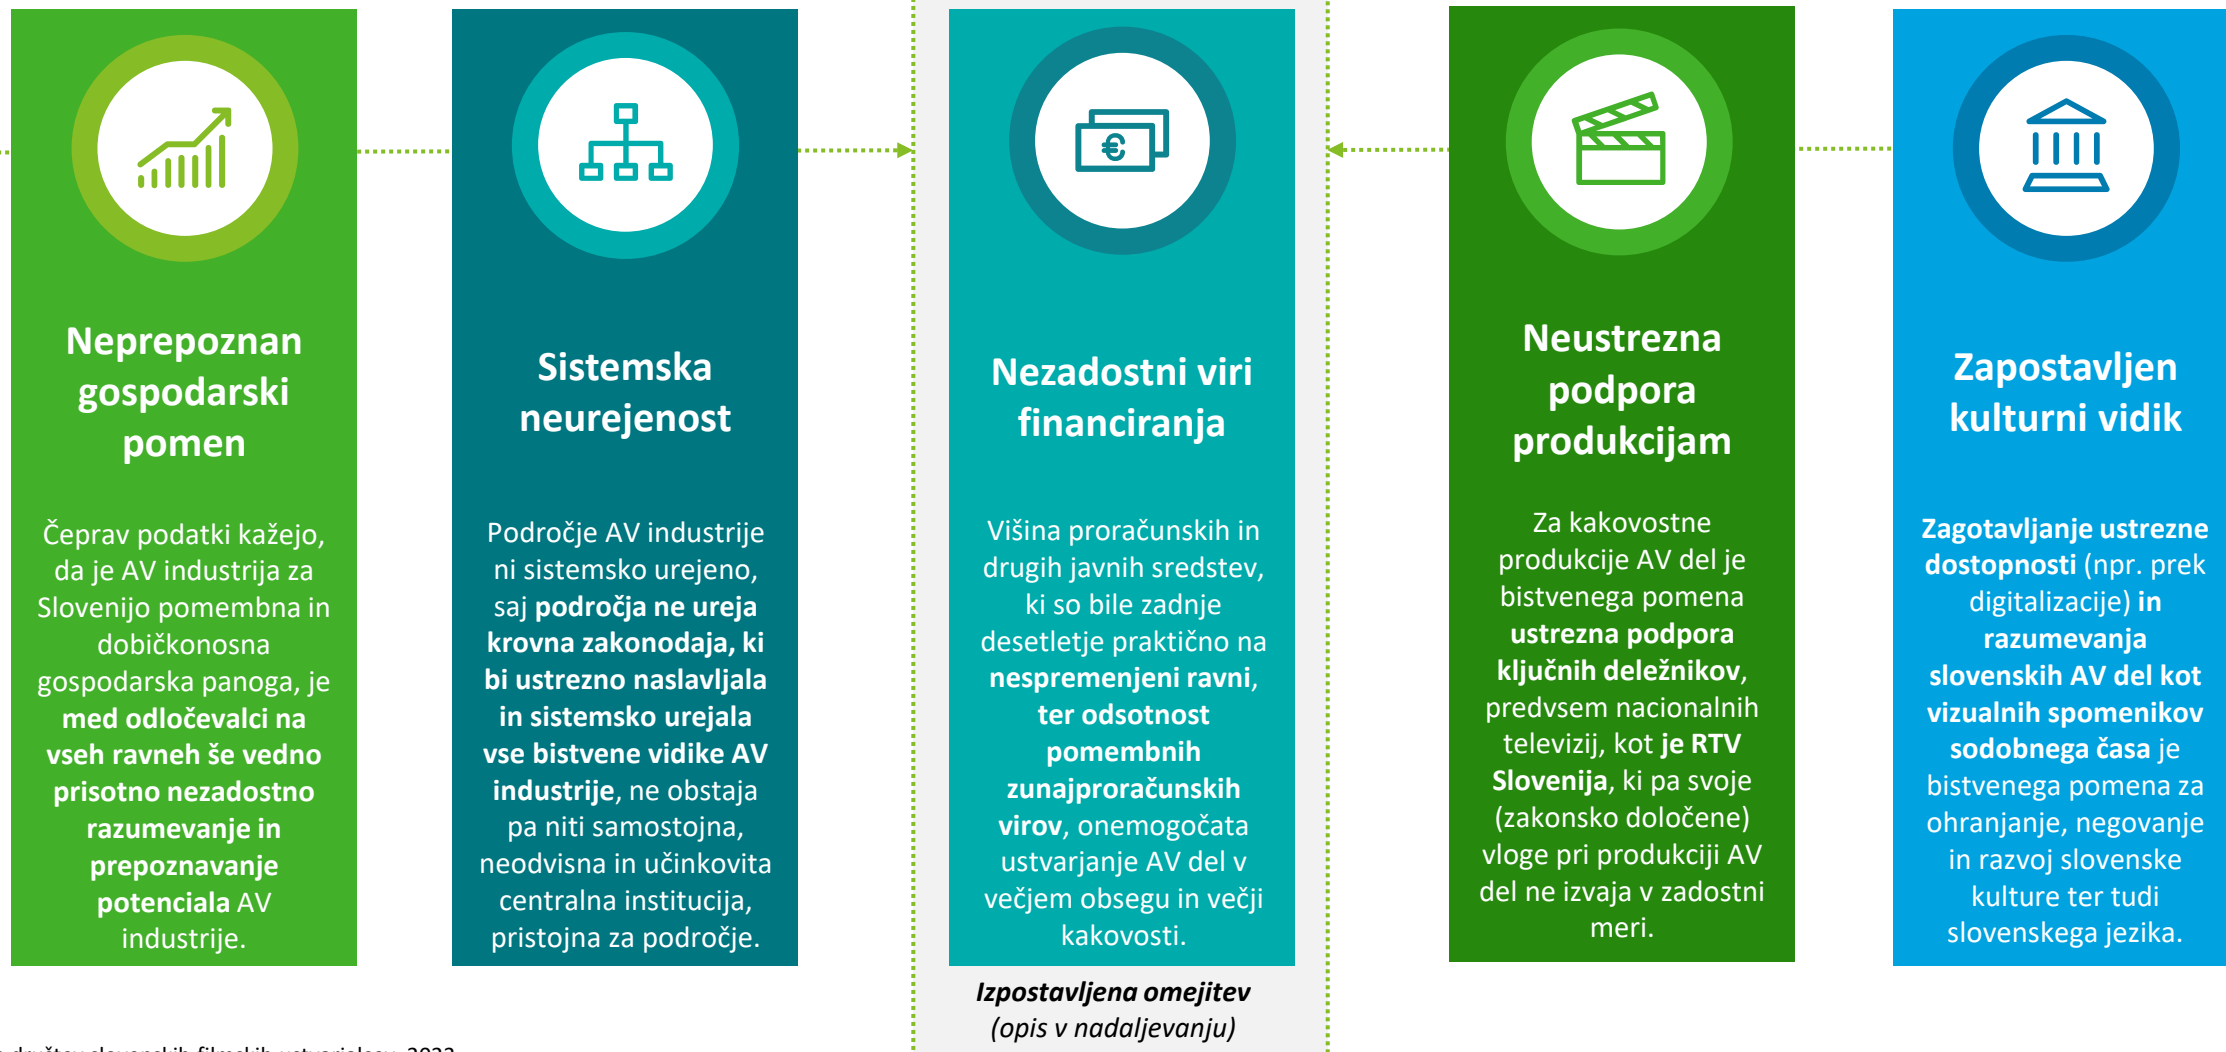 Neprepoznan
gospodarski
pomen
Čeprav podatki kažejo,
da je AV industrija za
Slovenijo pomembna in
dobičkonosna
gospodarska panoga, je
med odločevalci na
vseh ravneh še vedno
prisotno nezadostno
razumevanje in
prepoznavanje
potenciala AV
industrije.
Sistemska
neurejenost
Področje AV industrije
ni sistemsko urejeno,
saj področja ne ureja
krovna zakonodaja, ki
bi ustrezno naslavljala
in sistemsko urejala
vse bistvene vidike AV
industrije, ne obstaja
pa niti samostojna,
neodvisna in učinkovita
centralna institucija,
pristojna za področje.
Nezadostni viri
financiranja
Višina proračunskih in
drugih javnih sredstev,
ki so bile zadnje
desetletje praktično na
nespremenjeni ravni,
ter odsotnost
pomembnih
zunajproračunskih
virov, onemogočata
ustvarjanje AV del v
večjem obsegu in večji
kakovosti.
Izpostavljena omejitev
(opis v nadaljevanju)
Neustrezna
podpora
produkcijam
Za kakovostne
produkcije AV del je
bistvenega pomena
ustrezna podpora
ključnih deležnikov,
predvsem nacionalnih
televizij, kot je RTV
Slovenija, ki pa svoje
(zakonsko določene)
vloge pri produkciji AV
del ne izvaja v zadostni
meri.
Zapostavljen
kulturni vidik
Zagotavljanje ustrezne
dostopnosti (npr. prek
digitalizacije) in
razumevanja
slovenskih AV del kot
vizualnih spomenikov
sodobnega časa je
bistvenega pomena za
ohranjanje, negovanje
in razvoj slovenske
kulture ter tudi
slovenskega jezika.